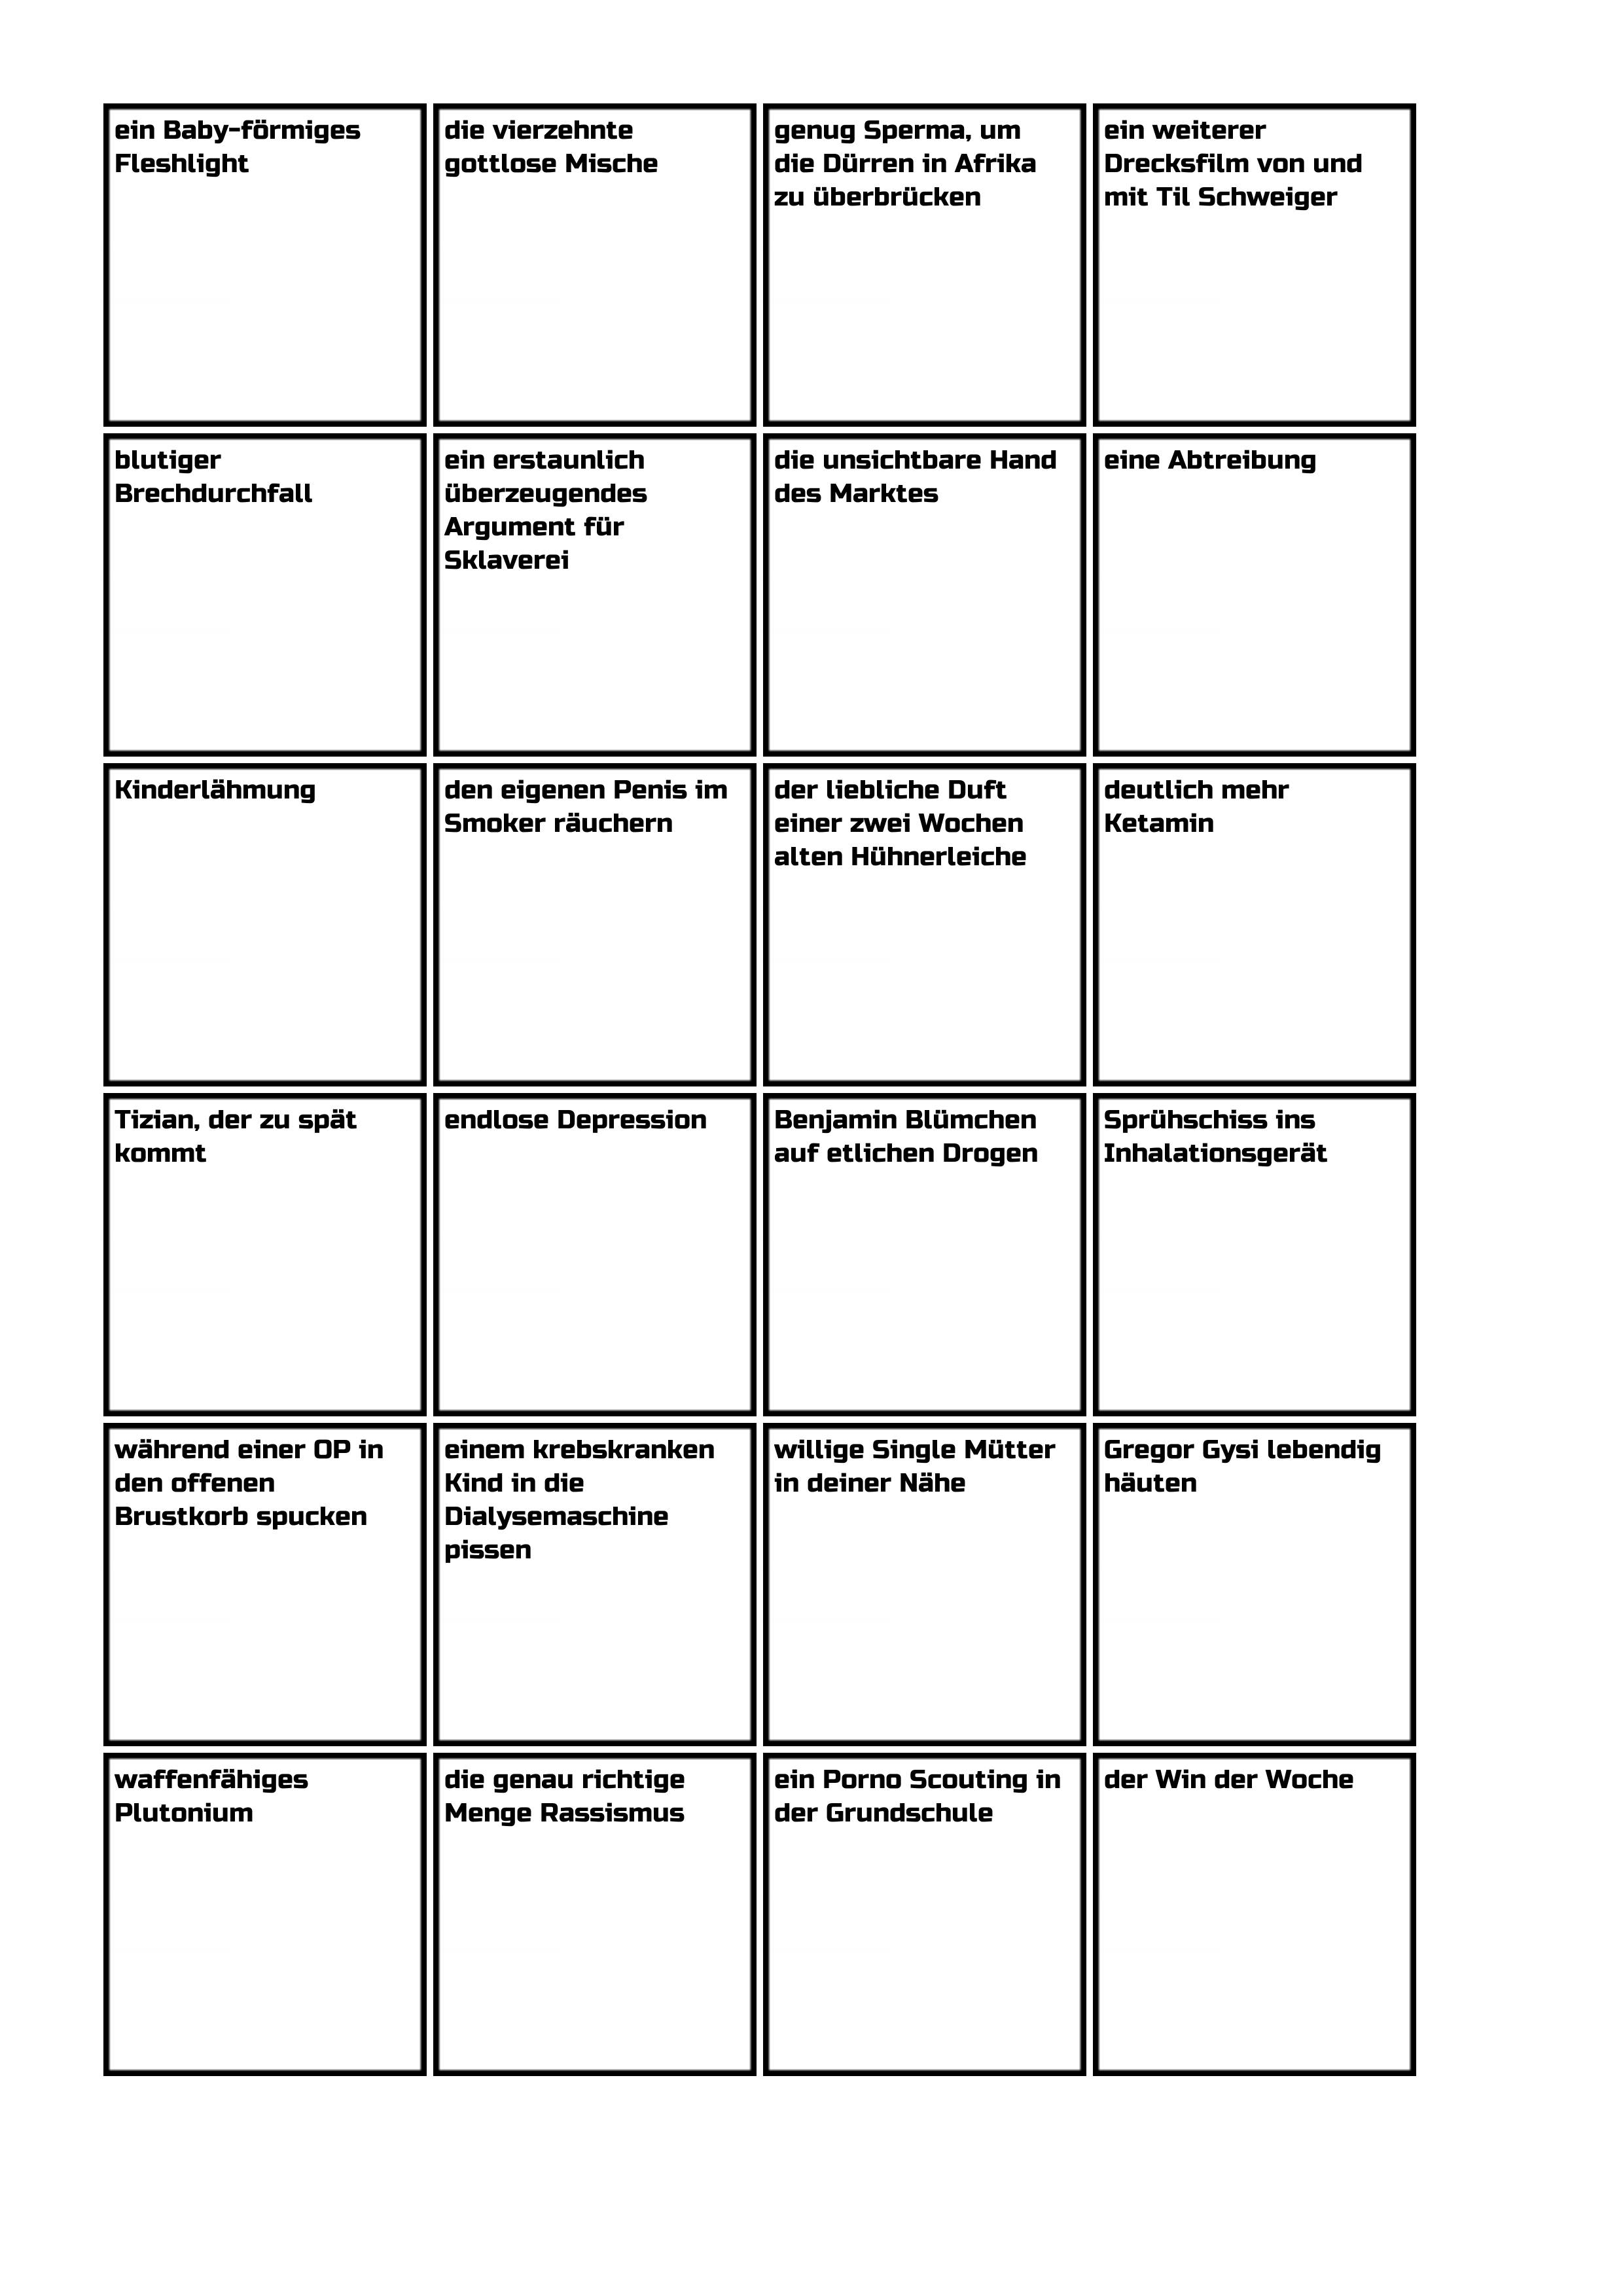 ein Baby-förmiges
Fleshlight
die vierzehnte
gottlose Mische
genug Sperma, um
die Dürren in Afrika
zu überbrücken
ein weiterer
Drecksfilm von und
mit Til Schweiger
blutiger
Brechdurchfall
ein erstaunlich
überzeugendes
Argument für
Sklaverei
die unsichtbare Hand
des Marktes
eine Abtreibung
Kinderlähmung
den eigenen Penis im
Smoker räuchern
der liebliche Duft
einer zwei Wochen
alten Hühnerleiche
deutlich mehr
Ketamin
Tizian, der zu spät
kommt
endlose Depression
Benjamin Blümchen
auf etlichen Drogen
Sprühschiss ins
Inhalationsgerät
während einer OP in
den offenen
Brustkorb spucken
einem krebskranken
Kind in die
Dialysemaschine
pissen
willige Single Mütter
in deiner Nähe
Gregor Gysi lebendig
häuten
waffenfähiges
Plutonium
die genau richtige
Menge Rassismus
ein Porno Scouting in
der Grundschule
der Win der Woche